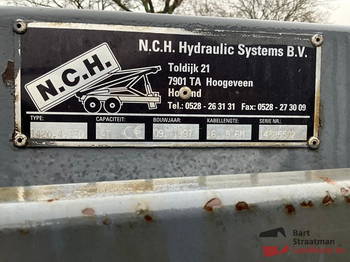 N.C.H. Hydraulic Systems B.V.
Toldijk 21
7901 TA Hoogeveen
Holland
Tel.: 0528 - 26 31 31 Fax: 0528 - 27 30 09
N.C.H.
TYPE: CAPACITEIT: BOUWJAAR: KABELLENGTE: SERIE NR.:
CE
Bart
Straatman